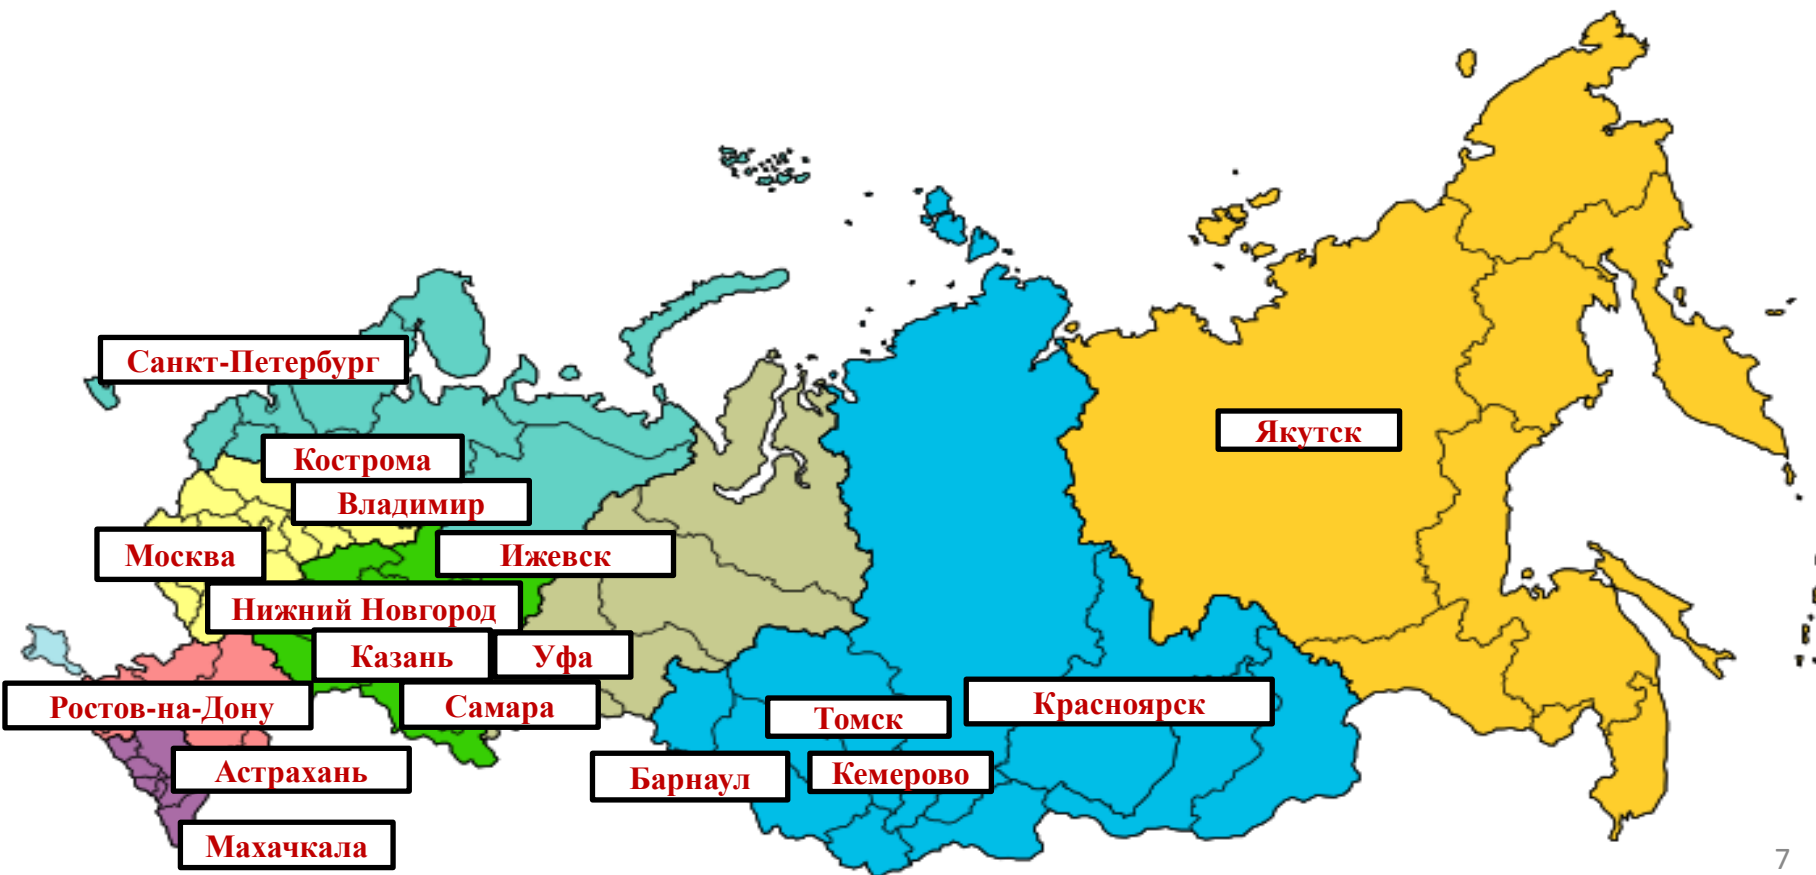 Санкт-Петербург
Якутск
Кострома
Владимир
Москва
Ижевск
Нижний Новгород
Казань
Уфа
Ростов-на-Дону
Самара
Томск
Красноярск
Астрахань
Барнаул
Кемерово
Махачкала
7